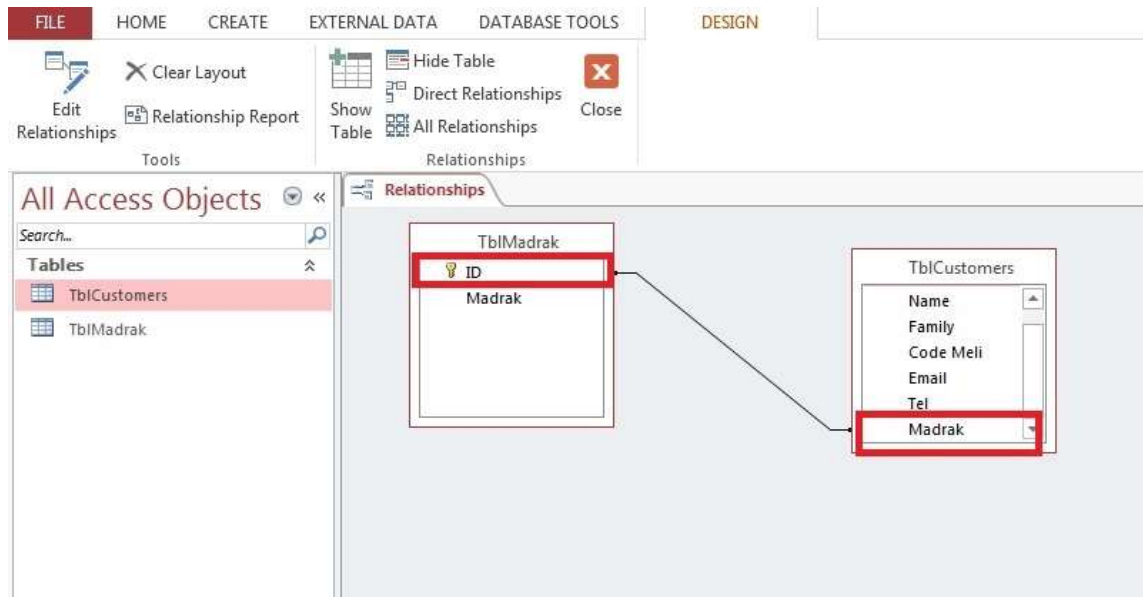 FILE HOME CREATE EXTERNAL DATA DATABASE TOOLS DESIGN
Edit Relationships
Clear Layout
Relationship Report
Tools
Show Table
Hide Table
Direct Relationships
All Relationships
Close
Relationships
All Access Objects
Search...
Tables
TblCustomers
TblMadrak
Relationships
TblMadrak
ID
Madrak
TblCustomers
Name
Family
Code Meli
Email
Tel
Madrak